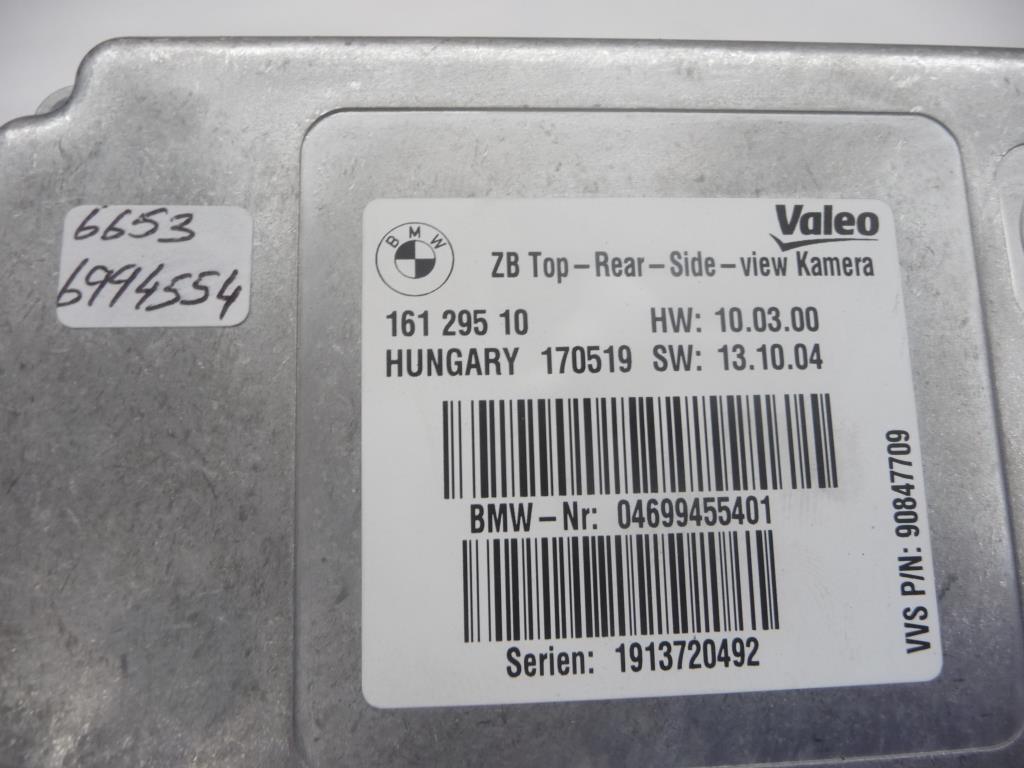 6653
6994554
BMW
Valeo
ZB Top-Rear-Side-view Kamera
161 295 10 HW: 10.03.00
HUNGARY 170519 SW: 13.10.04
BMW-Nr: 04699455401
Serien: 1913720492
VVS P/N: 90847709